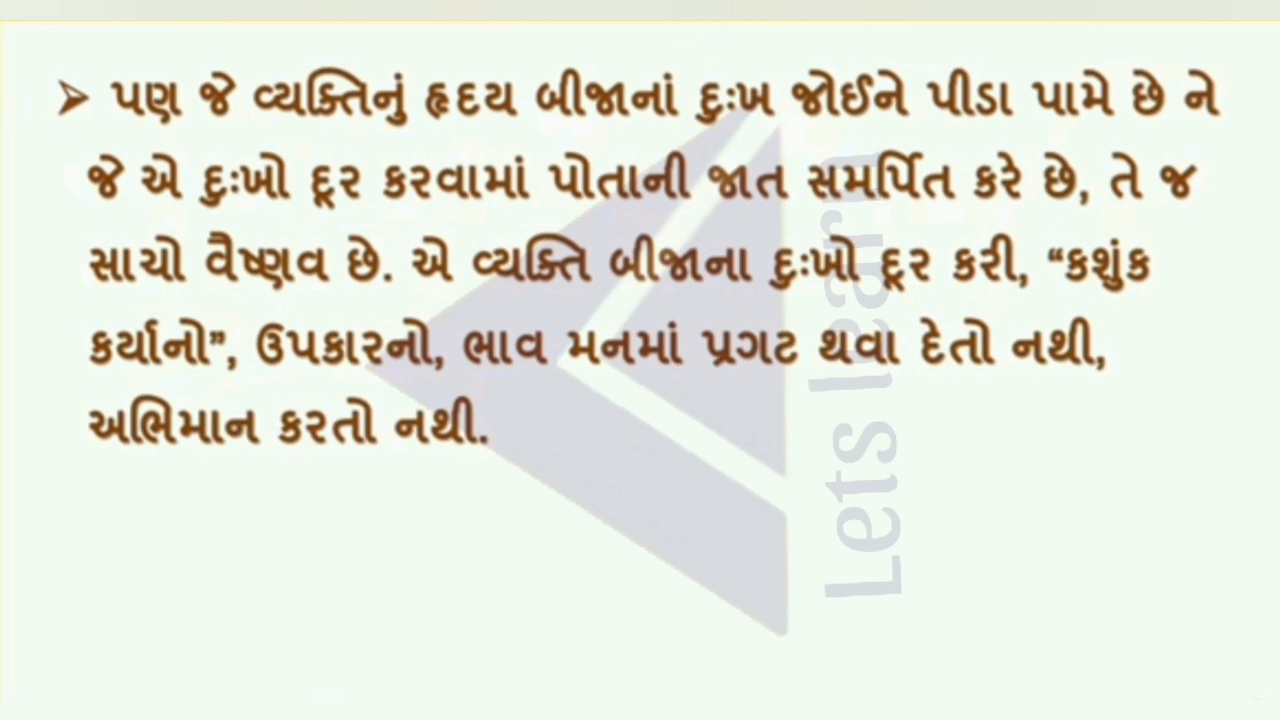 ➢ પણ જે વ્યક્તિનું હૃદય બીજાનાં દુઃખ જોઈને પીડા પામે છે ને
જે એ દુઃખો દૂર કરવામાં પોતાની જાત સમર્પિત કરે છે, તે જ
સાચો વૈષ્ણવ છે. એ વ્યક્તિ બીજાના દુઃખો દૂર કરી, “કશુંક
કર્યાનો”, ઉપકારનો, ભાવ મનમાં પ્રગટ થવા દેતો નથી,
અભિમાન કરતો નથી.
Lets learn